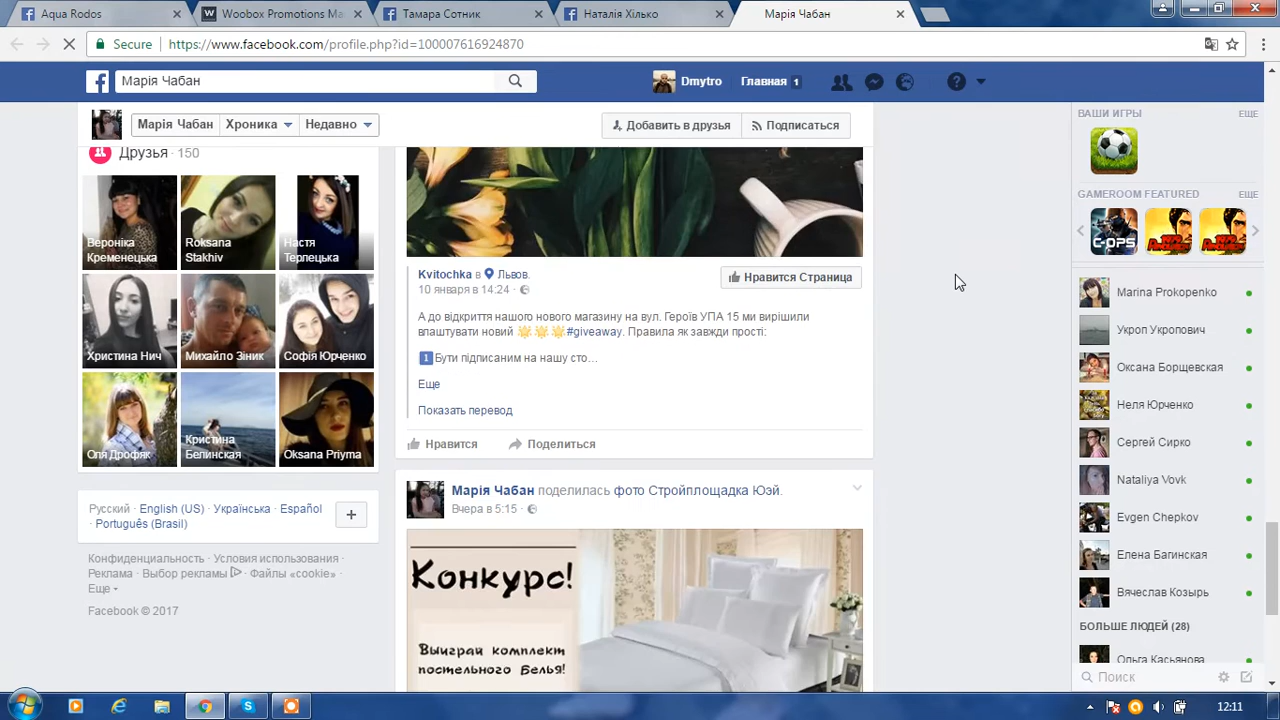 Aqua Rodos
Woobox Promotions Ma
Тамара Сотник
Наталія Хілько
Марія Чабан
Secure
https://www.facebook.com/profile.php?id=100007616924870
Марія Чабан
Dmytro
Главная 1
Марія Чабан
Хроника
Недавно
Добавить в друзья
Подписаться
Друзья · 150
Вероніка Кременецька
Roksana Stakhiv
Настя Терлецька
Христина Нич
Михайло Зіник
Софія Юрченко
Оля Дрофяк
Кристина Белинская
Oksana Priyma
Русский · English (US) · Українська · Español
· Português (Brasil)
Конфиденциальность · Условия использования ·
Реклама · Выбор рекламы · Файлы «cookie» ·
Еще
Facebook © 2017
Kvitochka в Львов.
10 января в 14:24 ·
Нравится Страница
А до відкриття нашого нового магазину на вул. Героїв УПА 15 ми вирішили
влаштувати новий 🌟🌟🌟#giveaway. Правила як завжди прості:
1 Бути підписаним на нашу сто...
Еще
Показать перевод
Нравится
Поделиться
Марія Чабан поделилась фото Стройплощадка Юэй.
Вчера в 5:15 ·
Конкурс!
Выиграй комплект
постельного Белья!
ВАШИ ИГРЫ
ЕЩЕ
GAMEROOM FEATURED
ЕЩЕ
C-OPS
Marina Prokopenko
Укроп Укропович
Оксана Борщевская
Неля Юрченко
Сергей Сирко
Nataliya Vovk
Evgen Chepkov
Елена Багинская
Вячеслав Козырь
БОЛЬШЕ ЛЮДЕЙ (28)
Ольга Касьянова
Поиск
12:11